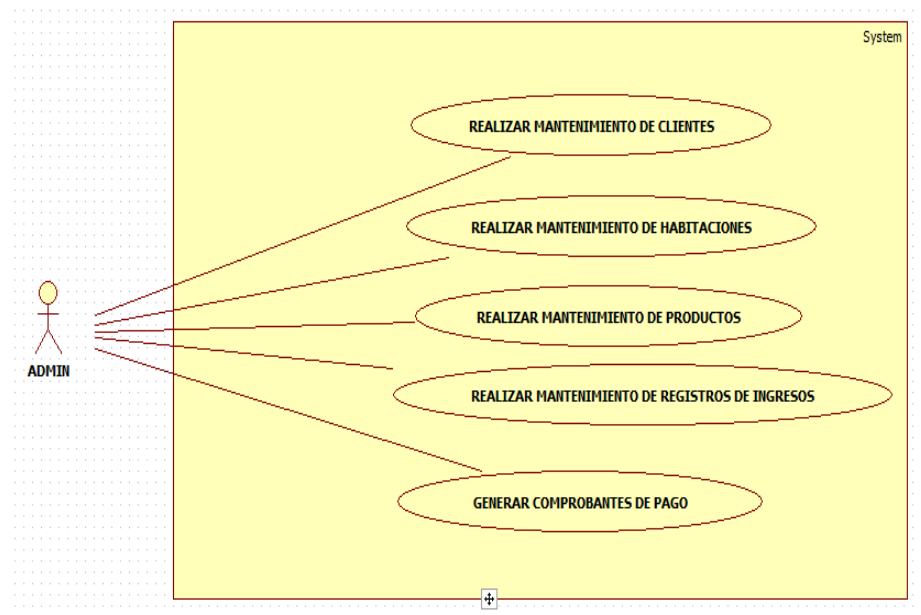 System
REALIZAR MANTENIMIENTO DE CLIENTES
REALIZAR MANTENIMIENTO DE HABITACIONES
REALIZAR MANTENIMIENTO DE PRODUCTOS
ADMIN
REALIZAR MANTENIMIENTO DE REGISTROS DE INGRESOS
GENERAR COMPROBANTES DE PAGO